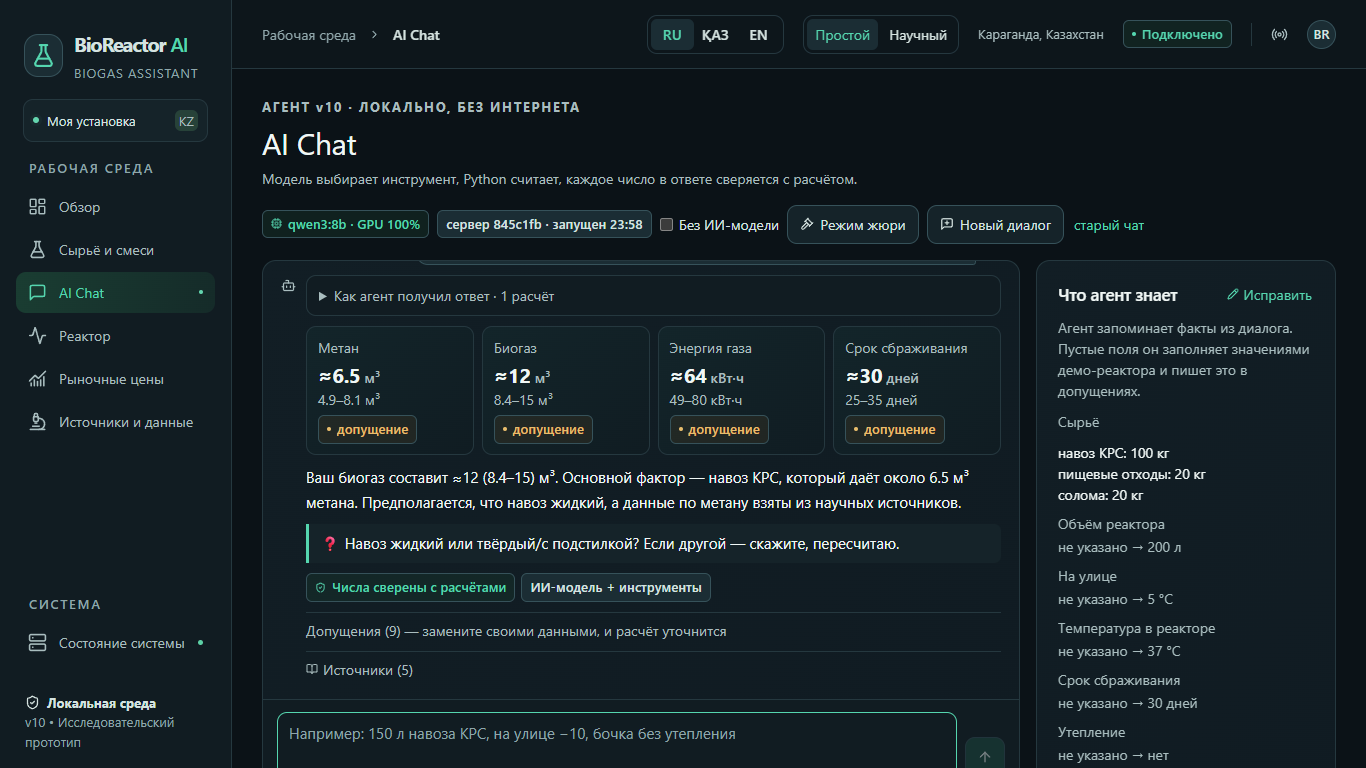 BioReactor AI
BIOGAS ASSISTANT
Моя установка KZ
РАБОЧАЯ СРЕДА
Обзор
Сырьё и смеси
AI Chat
Реактор
Рыночные цены
Источники и данные
СИСТЕМА
Состояние системы
Локальная среда
v10 • Исследовательский
прототип
Рабочая среда > AI Chat
RU ҚАЗ EN
Простой Научный
Караганда, Казахстан
• Подключено
BR
АГЕНТ v10 · ЛОКАЛЬНО, БЕЗ ИНТЕРНЕТА
AI Chat
Модель выбирает инструмент, Python считает, каждое число в ответе сверяется с расчётом.
qwen3:8b · GPU 100%
сервер 845c1fb · запущен 23:58
Без ИИ-модели
Режим жюри
Новый диалог
старый чат
▶ Как агент получил ответ · 1 расчёт
Метан
≈6.5 м³
4.9–8.1 м³
• допущение
Биогаз
≈12 м³
8.4–15 м³
• допущение
Энергия газа
≈64 кВт·ч
49–80 кВт·ч
• допущение
Срок сбраживания
≈30 дней
25–35 дней
• допущение
Ваш биогаз составит ≈12 (8.4–15) м³. Основной фактор — навоз КРС, который даёт около 6.5 м³
метана. Предполагается, что навоз жидкий, а данные по метану взяты из научных источников.
❓ Навоз жидкий или твёрдый/с подстилкой? Если другой — скажите, пересчитаю.
Числа сверены с расчётами
ИИ-модель + инструменты
Допущения (9) — замените своими данными, и расчёт уточнится
Источники (5)
Например: 150 л навоза КРС, на улице −10, бочка без утепления
Что агент знает
Исправить
Агент запоминает факты из диалога.
Пустые поля он заполняет значениями
демо-реактора и пишет это в
допущениях.
Сырьё
навоз КРС: 100 кг
пищевые отходы: 20 кг
солома: 20 кг
Объём реактора
не указано → 200 л
На улице
не указано → 5 °C
Температура в реакторе
не указано → 37 °C
Срок сбраживания
не указано → 30 дней
Утепление
не указано → нет